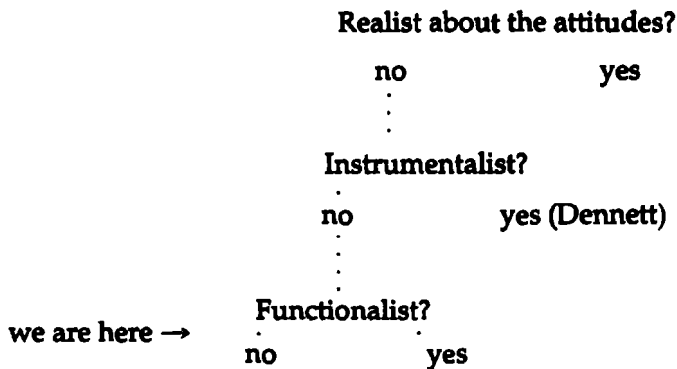 Realist about the attitudes?
no yes
Instrumentalist?
no yes (Dennett)
Functionalist?
we are here →
no yes